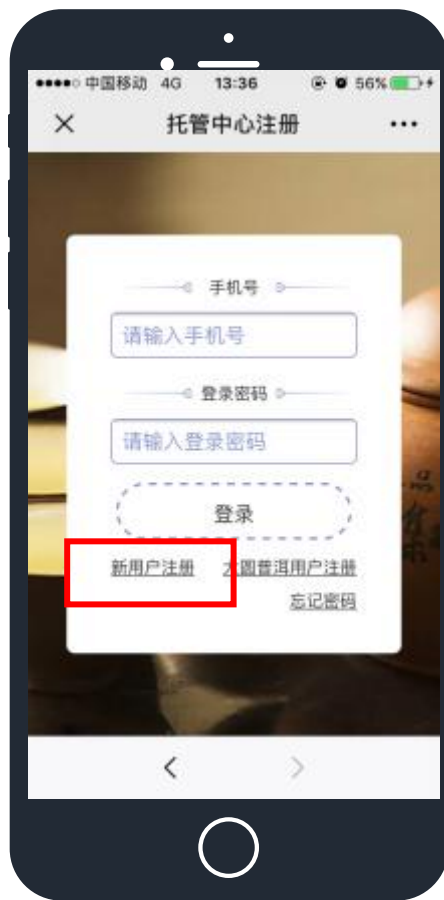 中国移动 4G 13:36 56%
托管中心注册
手机号
请输入手机号
登录密码
请输入登录密码
登录
新用户注册 大圆普洱用户注册
忘记密码